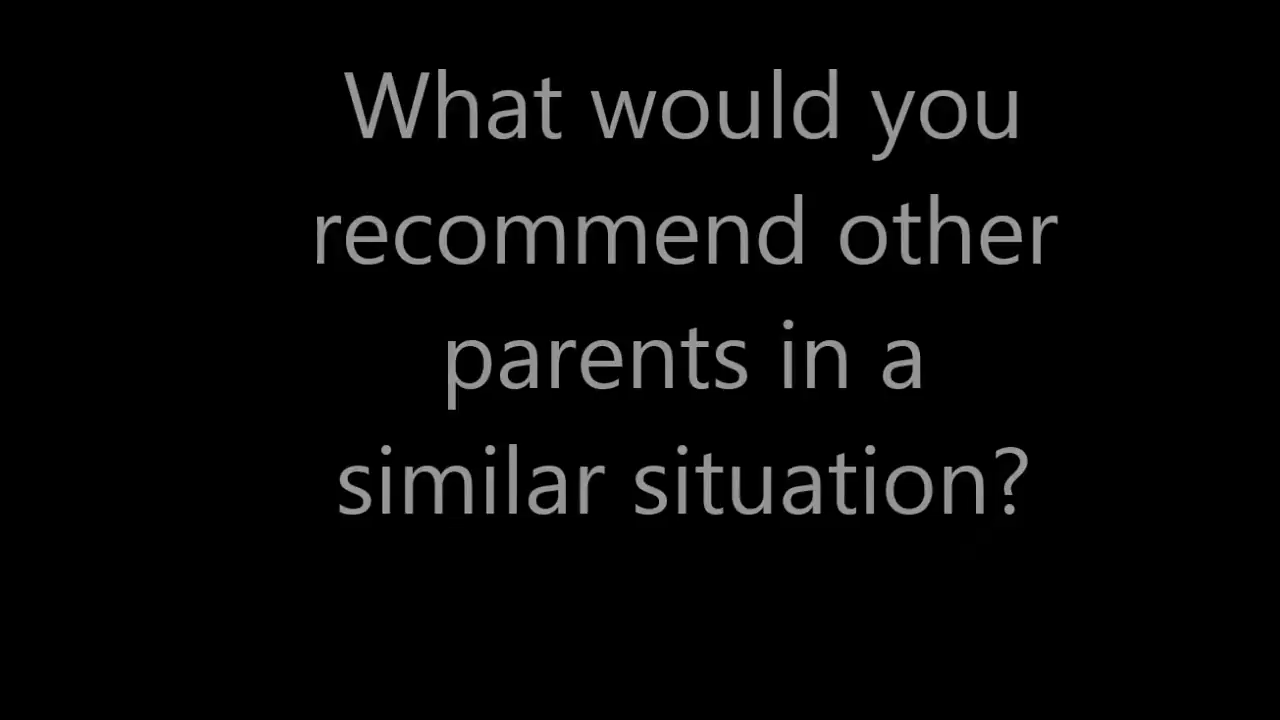 What would you
recommend other
parents in a
similar situation?